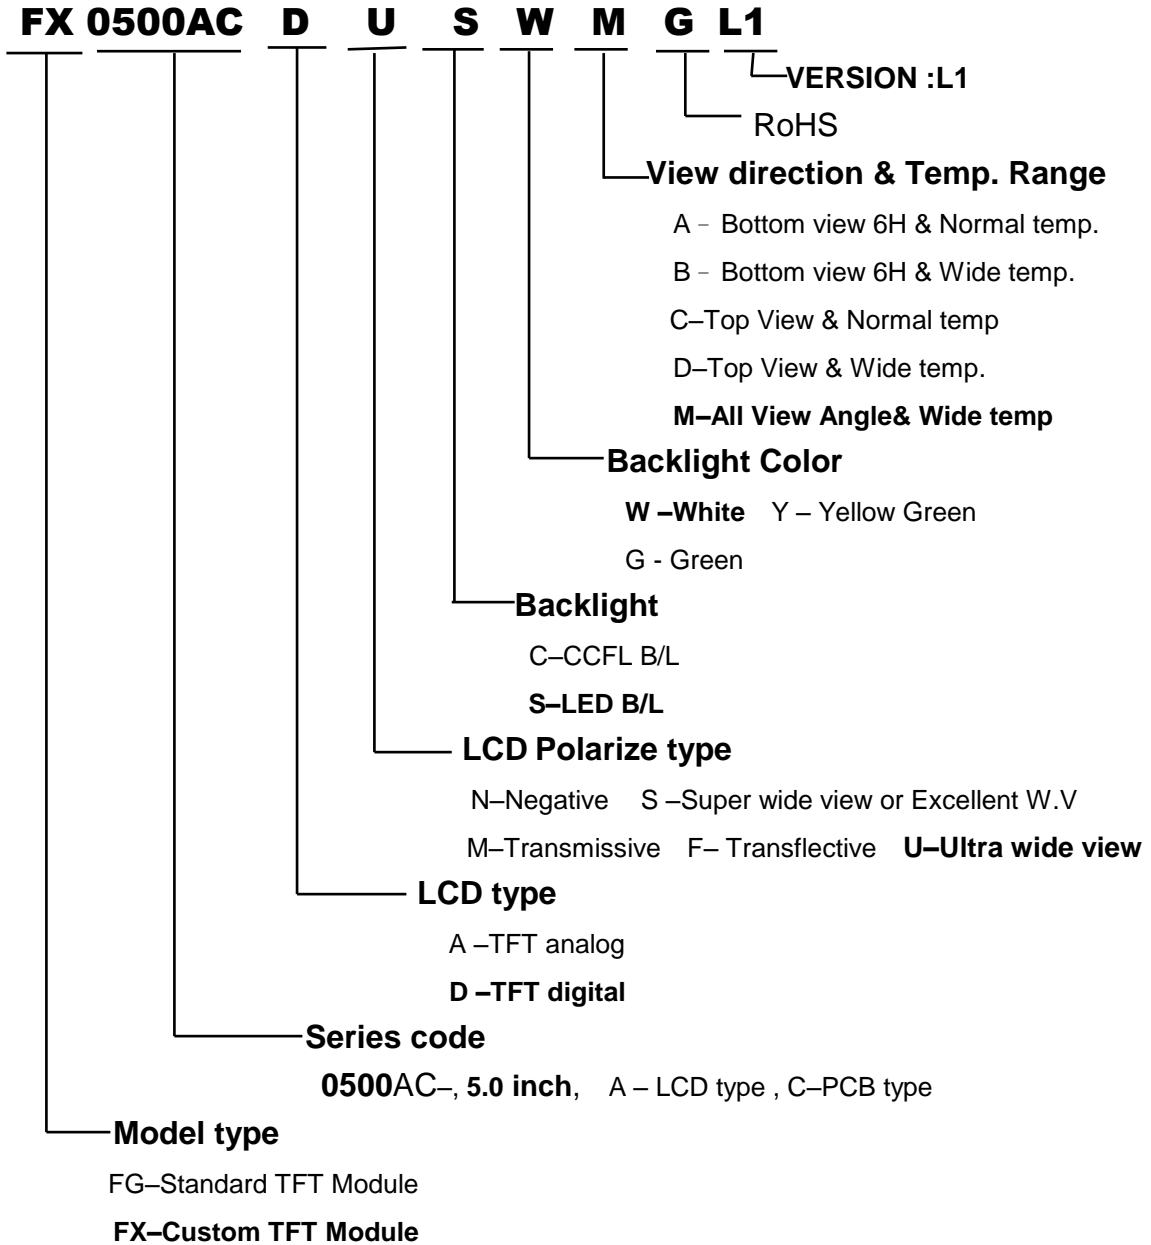 FX 0500AC D U S W M G L1
VERSION :L1
RoHS
View direction & Temp. Range
A - Bottom view 6H & Normal temp.
B - Bottom view 6H & Wide temp.
C–Top View & Normal temp
D–Top View & Wide temp.
M–All View Angle& Wide temp
Backlight Color
W –White Y – Yellow Green
G - Green
Backlight
C–CCFL B/L
S–LED B/L
LCD Polarize type
N–Negative S –Super wide view or Excellent W.V
M–Transmissive F– Transflective U–Ultra wide view
LCD type
A –TFT analog
D –TFT digital
Series code
0500AC–, 5.0 inch, A – LCD type , C–PCB type
Model type
FG–Standard TFT Module
FX–Custom TFT Module